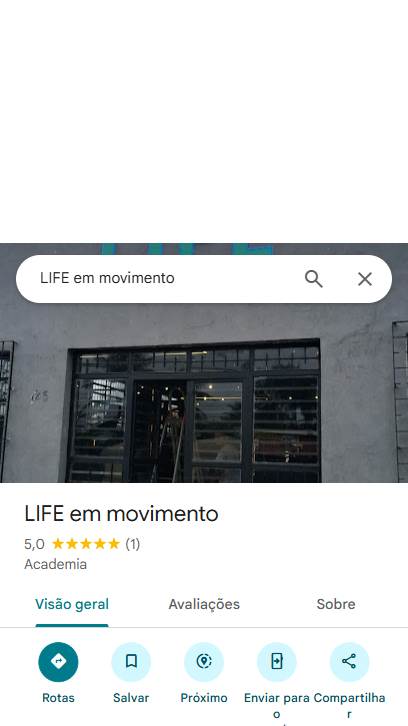 LIFE em movimento
LIFE em movimento
5,0 (1)
Academia
Visão geral
Avaliações
Sobre
Rotas
Salvar
Próximo
Enviar para
o
Compartilha
r